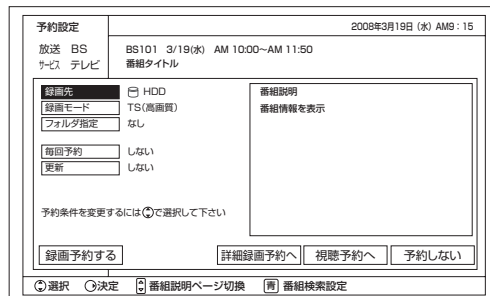 予約設定 2008年3月19日(水) AM9:15
放送 BS BS101 3/19(水) AM 10:00~AM 11:50
サービス テレビ 番組タイトル
録画先 HDD
録画モード TS(高画質)
フォルダ指定 なし
毎回予約 しない
更新 しない
予約条件を変更するにはで選択して下さい
番組説明
番組情報を表示
録画予約する 詳細録画予約へ 視聴予約へ 予約しない
選択 決定 番組説明ページ切換 青 番組検索設定